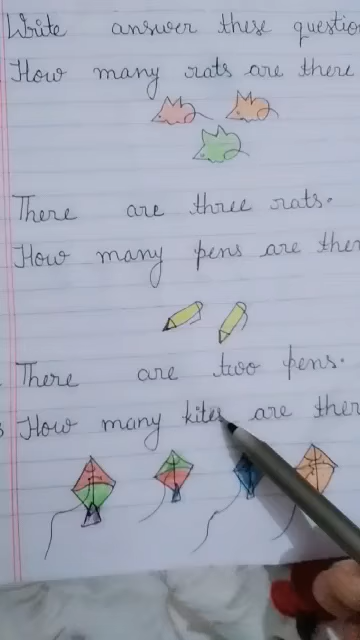 Write answer these question
How many rats are there
There are three rats.
How many pens are ther
There are two pens.
How many kites are ther